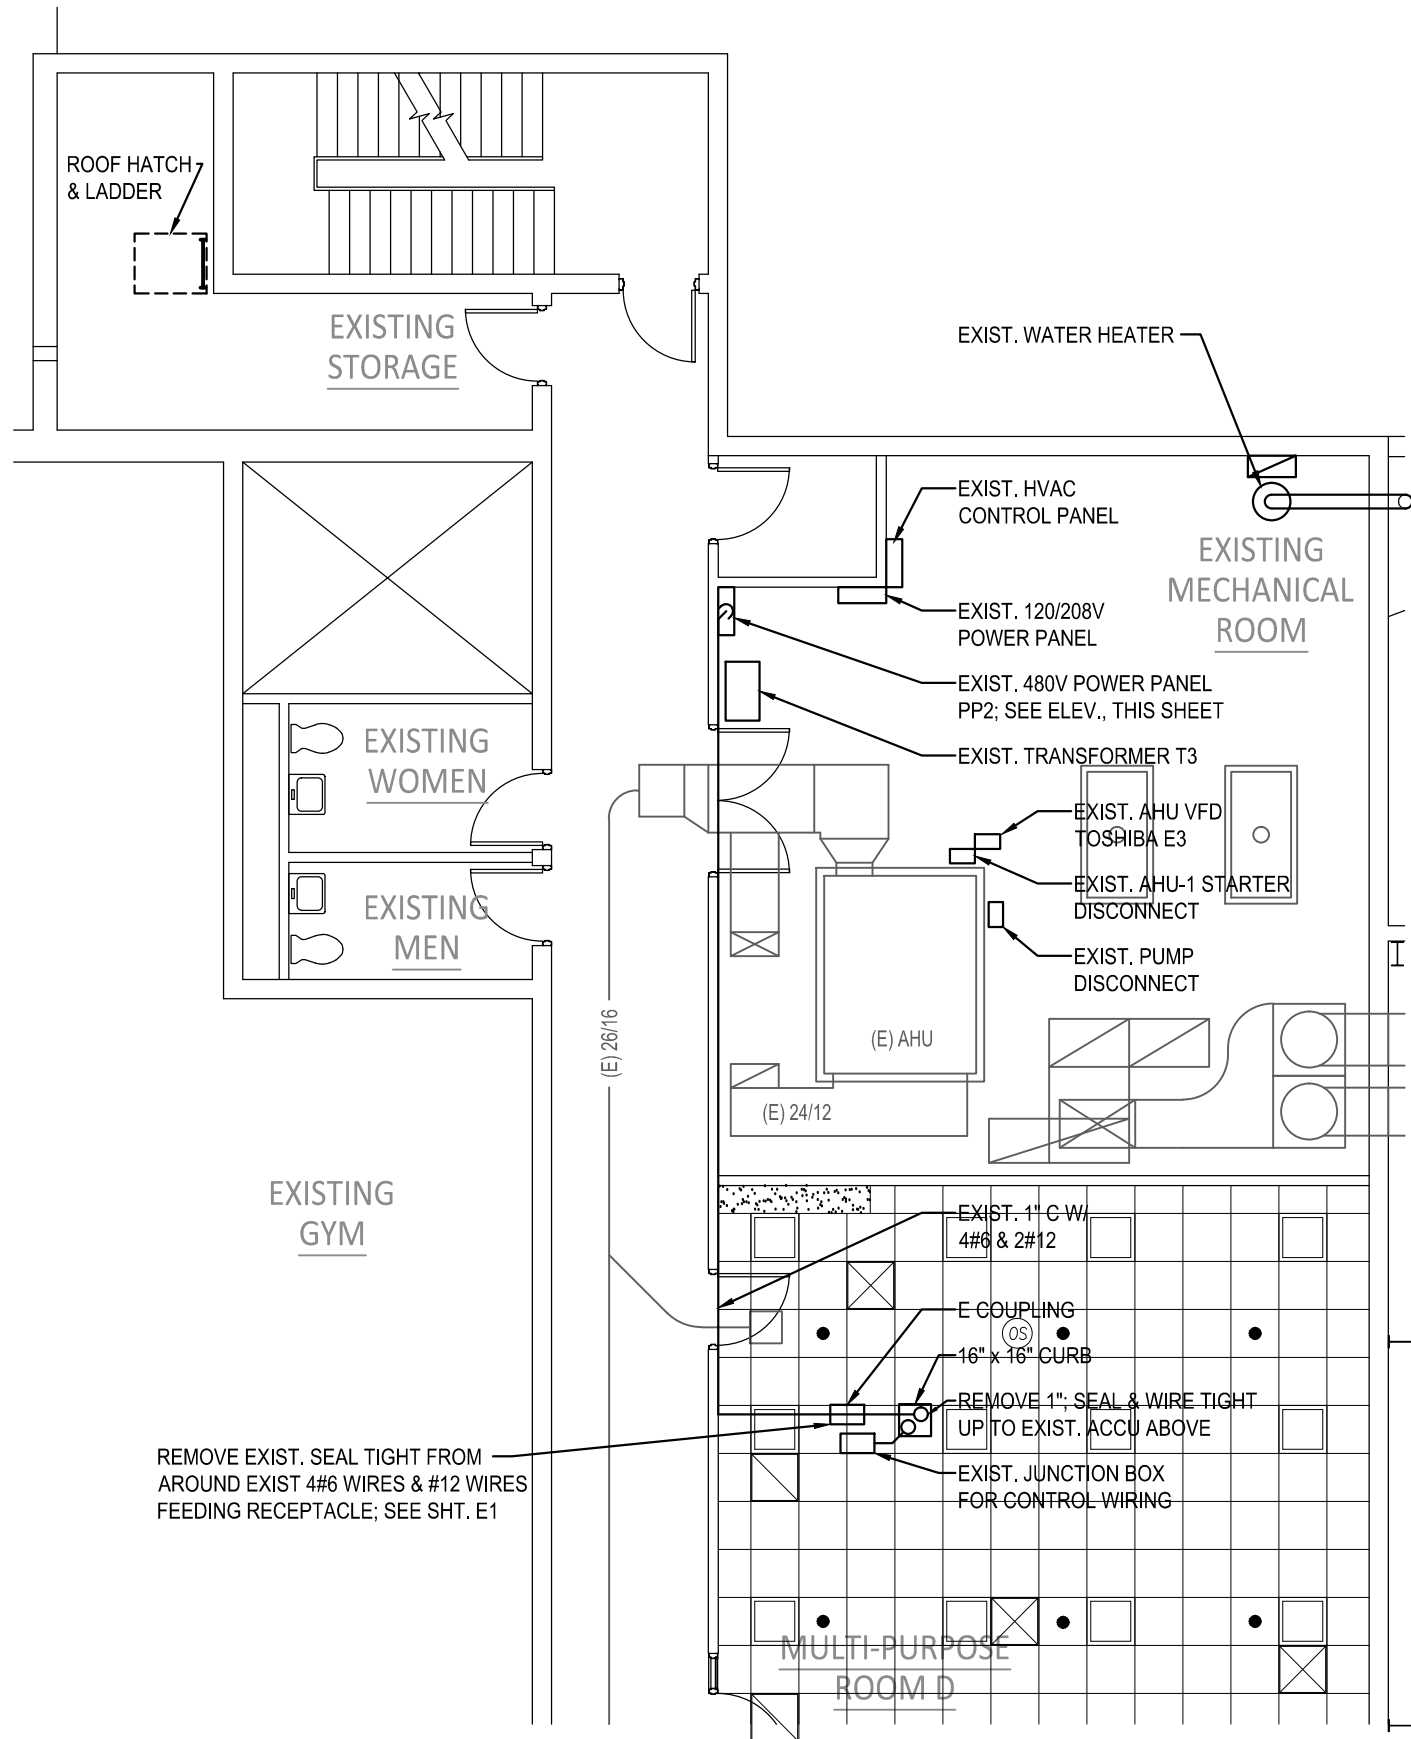 ROOF HATCH
& LADDER
EXISTING
STORAGE
EXIST. WATER HEATER
EXIST. HVAC
CONTROL PANEL
EXISTING
MECHANICAL
ROOM
EXIST. 120/208V
POWER PANEL
EXIST. 480V POWER PANEL
PP2; SEE ELEV., THIS SHEET
EXIST. TRANSFORMER T3
EXISTING
WOMEN
EXIST. AHU VFD
TOSHIBA E3
EXIST. AHU-1 STARTER
DISCONNECT
EXISTING
MEN
EXIST. PUMP
DISCONNECT
(E) 26/16
(E) AHU
(E) 24/12
EXISTING
GYM
EXIST. 1" C W/
4#6 & 2#12
E COUPLING
OS
16" x 16" CURB
REMOVE 1"; SEAL & WIRE TIGHT
UP TO EXIST. ACCU ABOVE
REMOVE EXIST. SEAL TIGHT FROM
AROUND EXIST 4#6 WIRES & #12 WIRES
FEEDING RECEPTACLE; SEE SHT. E1
EXIST. JUNCTION BOX
FOR CONTROL WIRING
MULTI-PURPOSE
ROOM D